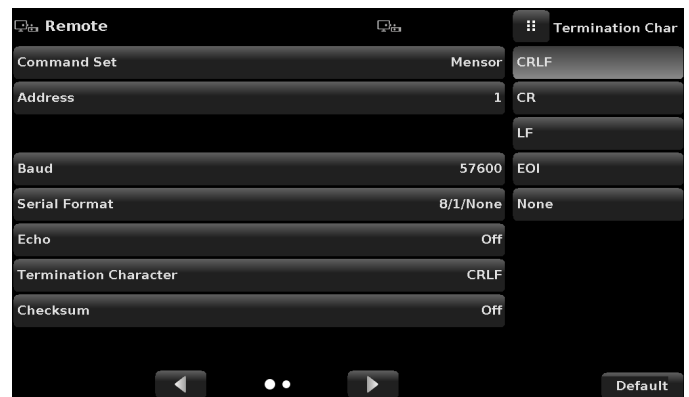 Remote
Termination Char
Command Set Mensor
CRLF
Address 1
CR
LF
Baud 57600
EOI
Serial Format 8/1/None
None
Echo Off
Termination Character CRLF
Checksum Off
Default